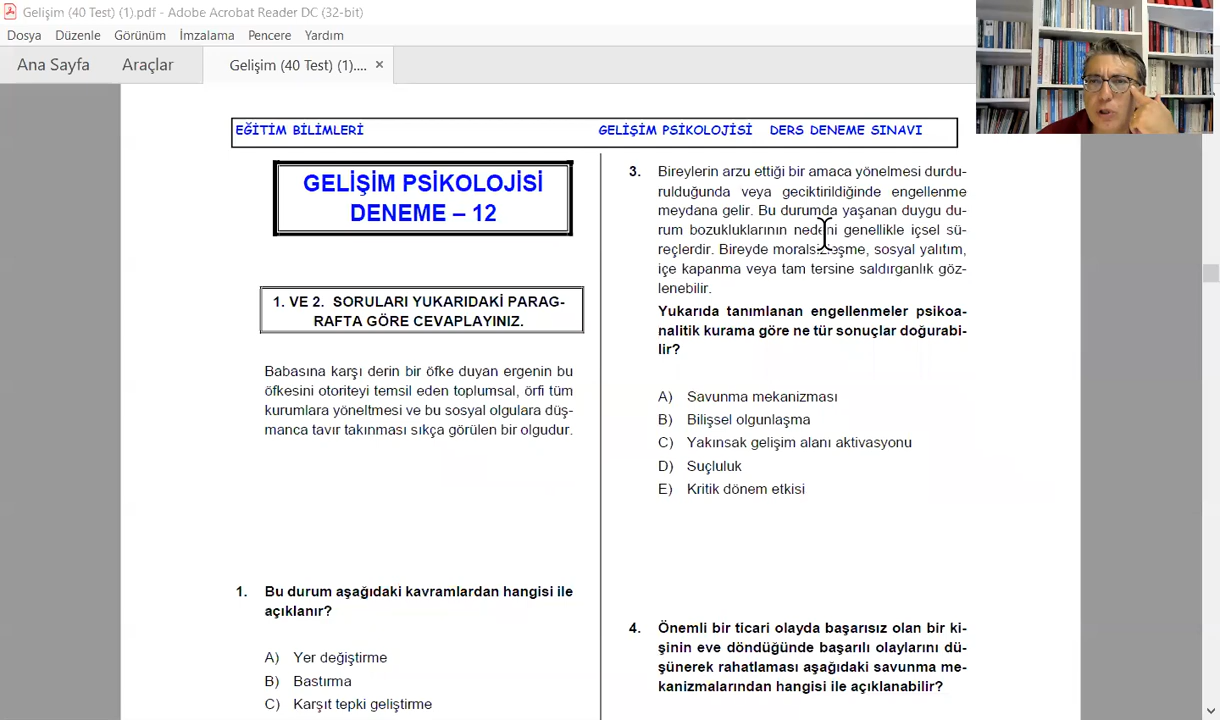 Gelişim (40 Test) (1).pdf - Adobe Acrobat Reader DC (32-bit)
Dosya Düzenle Görünüm İmzalama Pencere Yardım
Ana Sayfa Araçlar Gelişim (40 Test) (1).... ×
EĞİTİM BİLİMLERİ GELİŞİM PSİKOLOJİSİ DERS DENEME SINAVI
GELİŞİM PSİKOLOJİSİ
DENEME – 12
1. VE 2. SORULARI YUKARIDAKİ PARAG-
RAFTA GÖRE CEVAPLAYINIZ.
Babasına karşı derin bir öfke duyan ergenin bu
öfkesini otoriteyi temsil eden toplumsal, örfi tüm
kurumlara yöneltmesi ve bu sosyal olgulara düş-
manca tavır takınması sıkça görülen bir olgudur.
1. Bu durum aşağıdaki kavramlardan hangisi ile
açıklanır?
A) Yer değiştirme
B) Bastırma
C) Karşıt tepki geliştirme
3. Bireylerin arzu ettiği bir amaca yönelmesi durdu-
rulduğunda veya geciktirildiğinde engellenme
meydana gelir. Bu durumda yaşanan duygu du-
rum bozukluklarının nedeni genellikle içsel sü-
reçlerdir. Bireyde moralsizleşme, sosyal yalıtım,
içe kapanma veya tam tersine saldırganlık göz-
lenebilir.
Yukarıda tanımlanan engellenmeler psikoa-
nalitik kurama göre ne tür sonuçlar doğurabi-
lir?
A) Savunma mekanizması
B) Bilişsel olgunlaşma
C) Yakınsak gelişim alanı aktivasyonu
D) Suçluluk
E) Kritik dönem etkisi
4. Önemli bir ticari olayda başarısız olan bir ki-
şinin eve döndüğünde başarılı olaylarını dü-
şünerek rahatlaması aşağıdaki savunma me-
kanizmalarından hangisi ile açıklanabilir?